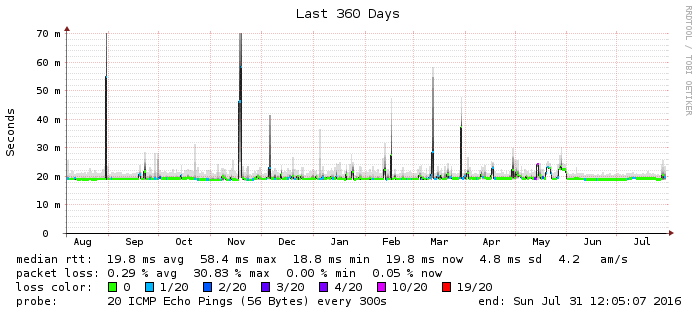 Last 360 Days
RRDTOOL / TOBI OETIKER
Seconds
70 m
60 m
50 m
40 m
30 m
20 m
10 m
0
Aug Sep Oct Nov Dec Jan Feb Mar Apr May Jun Jul
median rtt: 19.8 ms avg 58.4 ms max 18.8 ms min 19.8 ms now 4.8 ms sd 4.2 am/s
packet loss: 0.29 % avg 30.83 % max 0.00 % min 0.05 % now
loss color: 0 1/20 2/20 3/20 4/20 10/20 19/20
probe: 20 ICMP Echo Pings (56 Bytes) every 300s end: Sun Jul 31 12:05:07 2016